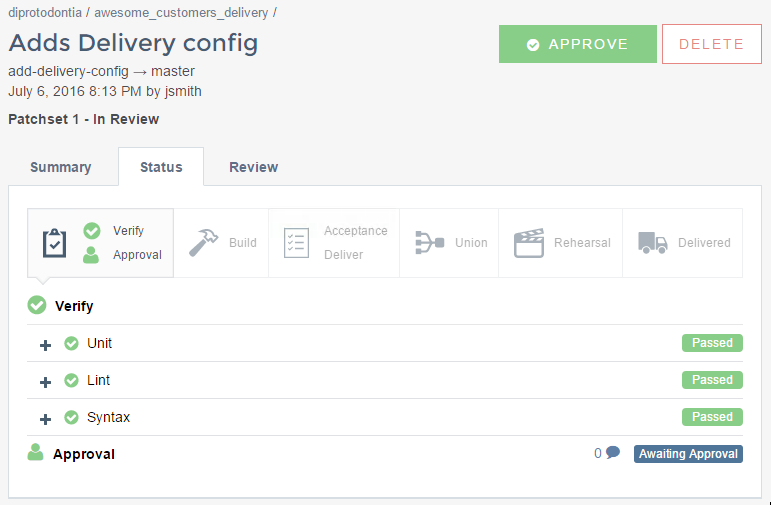 diprotodontia / awesome_customers_delivery /
Adds Delivery config
APPROVE
DELETE
add-delivery-config → master
July 6, 2016 8:13 PM by jsmith
Patchset 1 - In Review
Summary
Status
Review
Verify
Approval
Build
Acceptance
Deliver
Union
Rehearsal
Delivered
Verify
Unit Passed
Lint Passed
Syntax Passed
Approval 0 Awaiting Approval